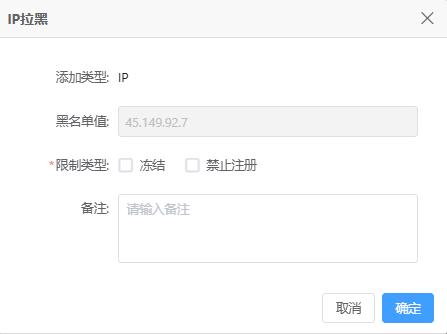 IP拉黑
添加类型: IP
黑名单值: 45.149.92.7
*限制类型: 冻结 禁止注册
备注: 请输入备注
取消 确定